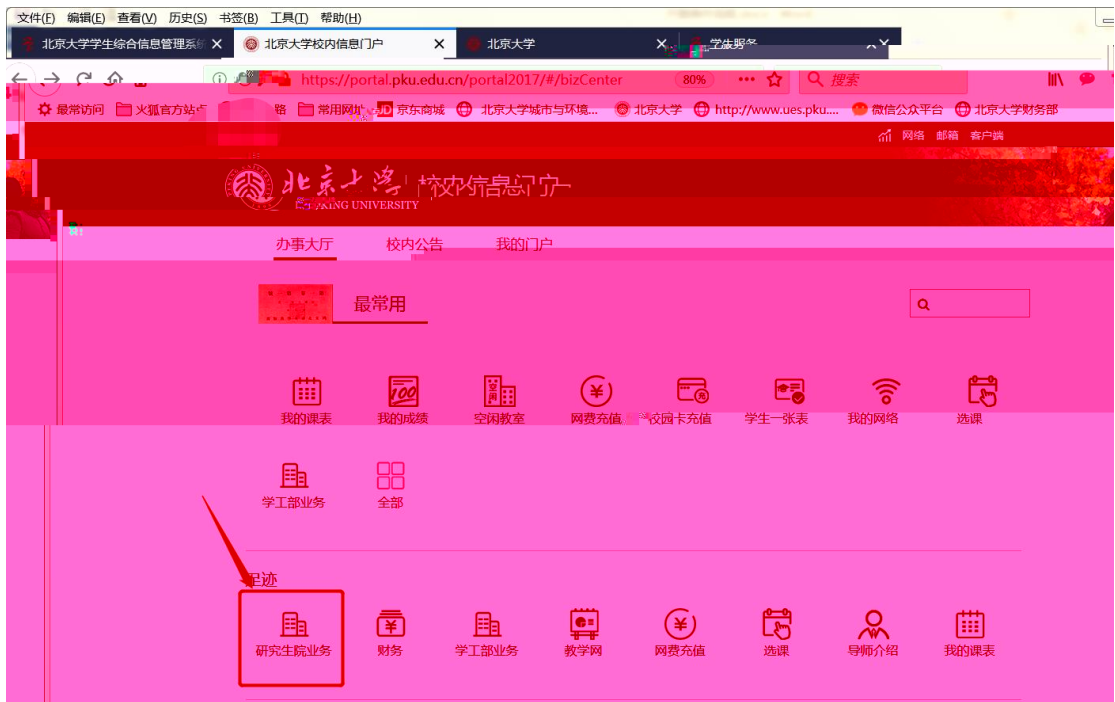 文件(F) 编辑(E) 查看(V) 历史(S) 书签(B) 工具(T) 帮助(H)
北京大学学生综合信息管理系统 × 北京大学校内信息门户 × 北京大学 ×
https://portal.pku.edu.cn/portal2017/#/bizCenter 80% 搜索
最常访问 火狐官方站点 常用网址 JD 京东商城 北京大学城市与环境... 北京大学 http://www.ues.pku.... 微信公众平台 北京大学财务部
网络 邮箱 客户端
北京大学 校内信息门户
UNIVERSITY
办事大厅 校内公告 我的门户
最常用
我的课表 我的成绩 空闲教室 网费充值 校园卡充值 学生一张表 我的网络 选课
学工部业务 全部
足迹
研究生院业务 财务 学工部业务 教学网 网费充值 选课 导师介绍 我的课表